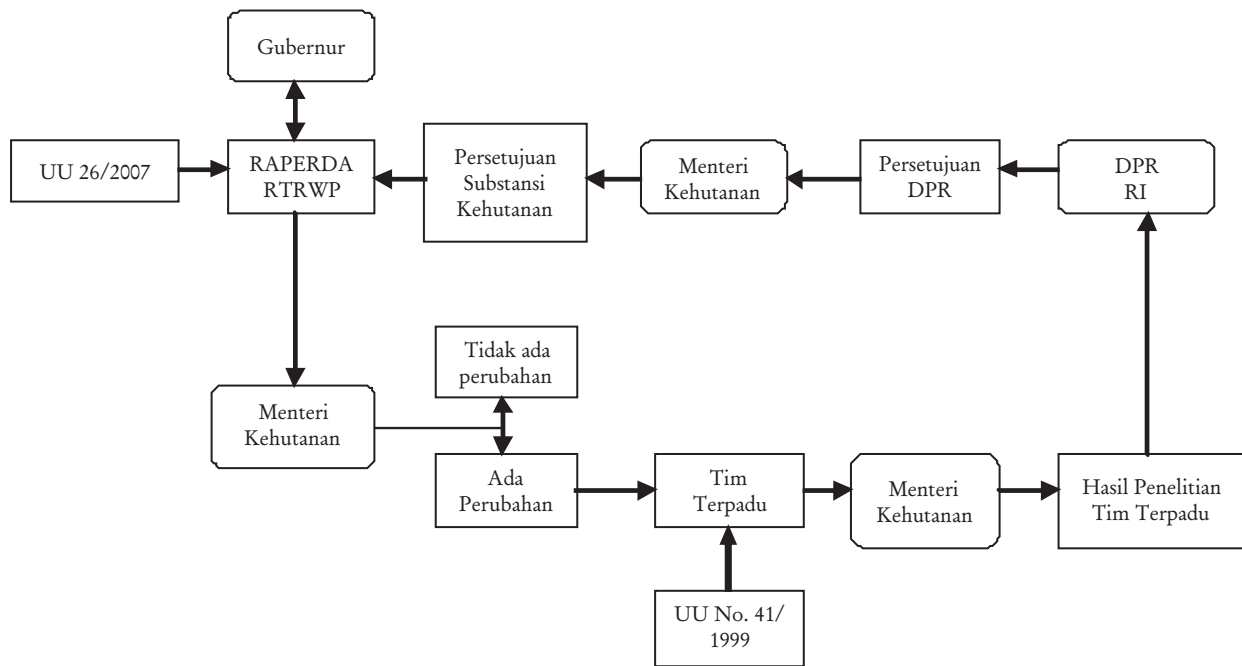 Gubernur
UU 26/2007
RAPERDA
RTRWP
Persetujuan
Substansi
Kehutanan
Menteri
Kehutanan
Persetujuan
DPR
DPR
RI
Tidak ada
perubahan
Menteri
Kehutanan
Ada
Perubahan
Tim
Terpadu
Menteri
Kehutanan
Hasil Penelitian
Tim Terpadu
UU No. 41/
1999